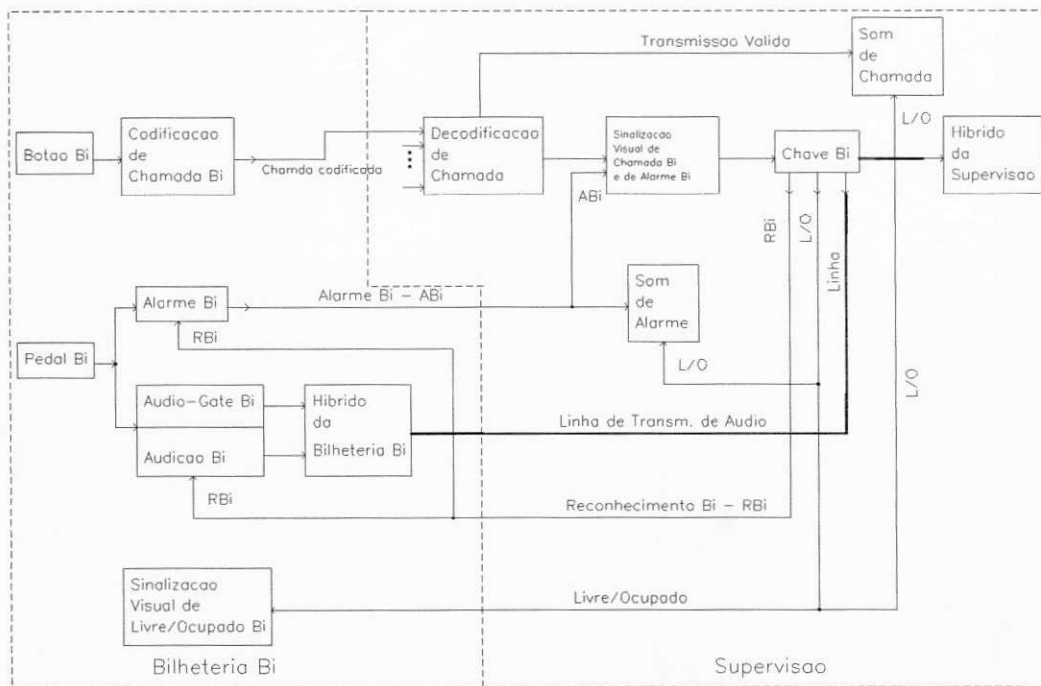 Transmissao Valida
Som
de
Chamada
L/O
Botao Bi
Codificacao
de
Chamada Bi
Chamda codificada
Decodificacao
de
Chamada
Sinalizacao
Visual de
Chamada Bi
e de Alarme Bi
ABi
Chave Bi
Hibrido
da
Supervisao
RBi
L/O
Linha
Alarme Bi
Alarme Bi - ABi
Som
de
Alarme
RBi
Pedal Bi
L/O
L/O
Audio-Gate Bi
Audicao Bi
Hibrido
da
Bilheteria Bi
Linha de Transm. de Audio
RBi
Reconhecimento Bi - RBi
Sinalizacao
Visual de
Livre/Ocupado Bi
Livre/Ocupado
Bilheteria Bi
Supervisao